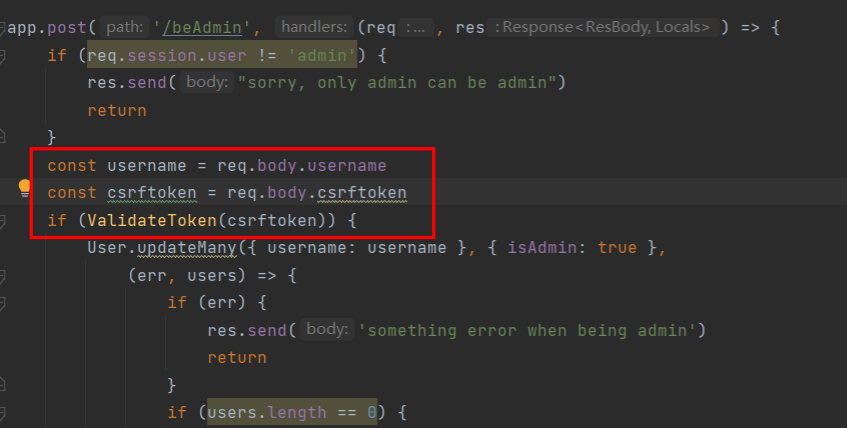 app.post( path: '/beAdmin', handlers: (req :... , res : Response<ResBody, Locals> ) => {
if (req.session.user != 'admin') {
res.send( body: "sorry, only admin can be admin")
return
}
const username = req.body.username
const csrftoken = req.body.csrftoken
if (ValidateToken(csrftoken)) {
User.updateMany({ username: username }, { isAdmin: true },
(err, users) => {
if (err) {
res.send( body: 'something error when being admin')
return
}
if (users.length == 0) {